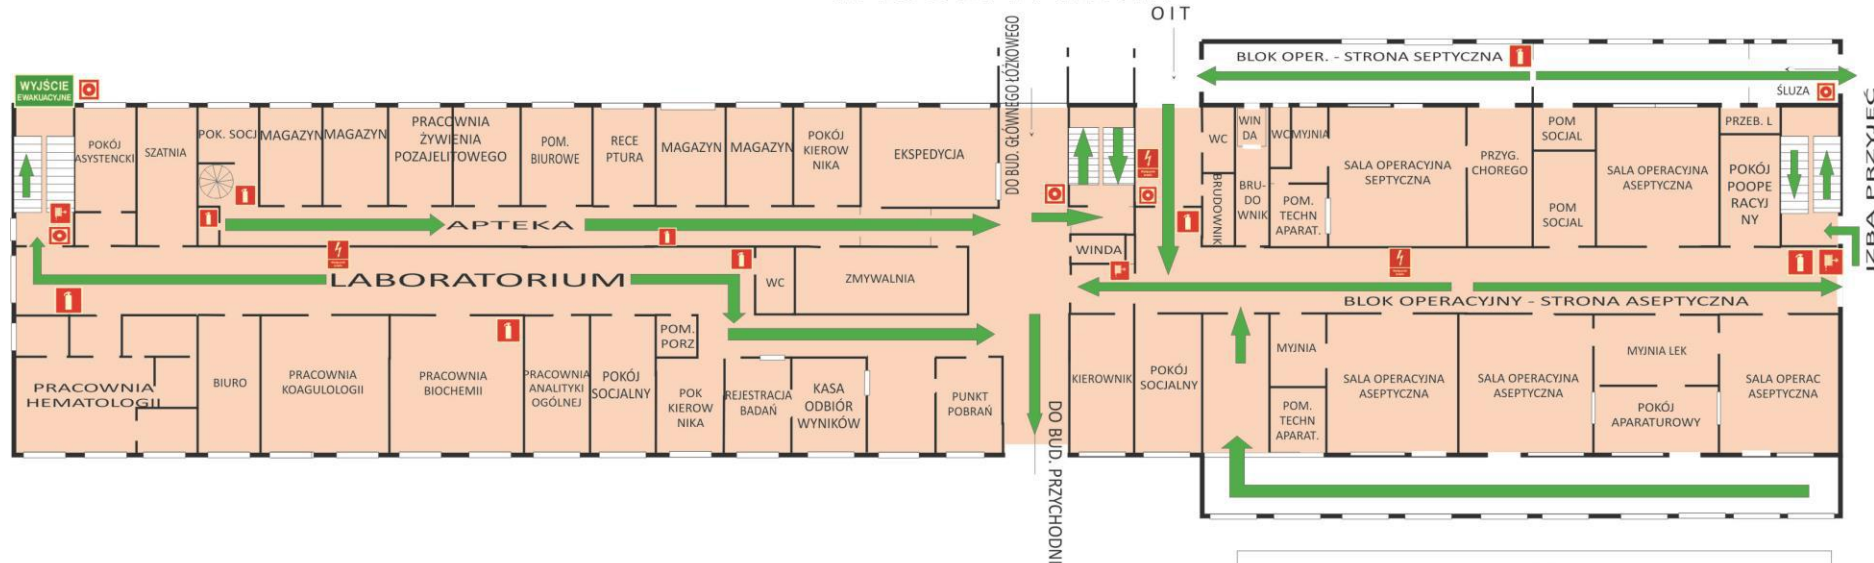 OIT
BLOK OPER. - STRONA SEPTYCZNA
DO BUD. GŁÓWNEGO ŁÓŻKOWEGO
WYJŚCIE
EWAKUACYJNE
ŚLUZA
IZBA PRZYJĘĆ
POKÓJ
ASYSTENCKI
SZATNIA
POK. SOCJ
MAGAZYN
MAGAZYN
PRACOWNIA
ŻYWIENIA
POZAJELITOWEGO
POM.
BIUROWE
RECE
PTURA
MAGAZYN
MAGAZYN
POKÓJ
KIEROW
NIKA
EKSPEDYCJA
WC
WIN
DA
WC
MYJNIA
SALA OPERACYJNA
SEPTYCZNA
PRZYG.
CHOREGO
POM
SOCJAL
POM
SOCJAL
SALA OPERACYJNA
ASEPTYCZNA
PRZEB. L
POKÓJ
POOPE
RACYJ
NY
BRUDOWNIK
BRU-
DO
WNIK
POM.
TECHN
APARAT.
APTEKA
WINDA
LABORATORIUM
WC
ZMYWALNIA
BLOK OPERACYJNY - STRONA ASEPTYCZNA
PRACOWNIA
HEMATOLOGII
BIURO
PRACOWNIA
KOAGULOLOGII
PRACOWNIA
BIOCHEMII
PRACOWNIA
ANALITYKI
OGÓLNEJ
POKÓJ
SOCJALNY
POM.
PORZ
POK
KIEROW
NIKA
REJESTRACJA
BADAŃ
KASA
ODBIÓR
WYNIKÓW
PUNKT
POBRAŃ
DO BUD. PRZYCHODNI
KIEROWNIK
POKÓJ
SOCJALNY
MYJNIA
POM.
TECHN
APARAT.
SALA OPERACYJNA
ASEPTYCZNA
SALA OPERACYJNA
ASEPTYCZNA
MYJNIA LEK
POKÓJ
APARATUROWY
SALA OPERAC
ASEPTYCZNA